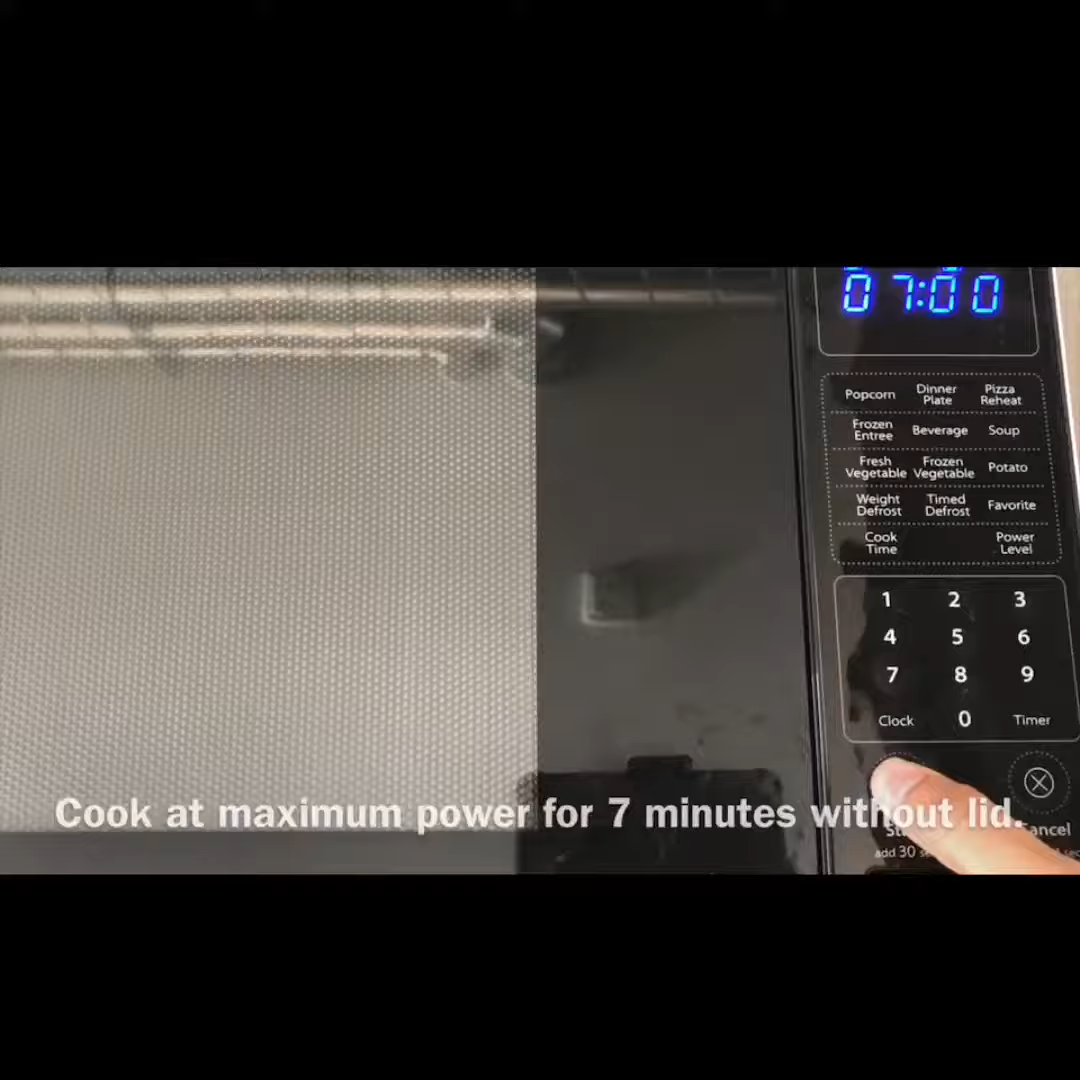 07:00
Popcorn
Dinner Plate
Pizza Reheat
Frozen Entree
Beverage
Soup
Fresh Vegetable
Frozen Vegetable
Potato
Weight Defrost
Timed Defrost
Favorite
Cook Time
Power Level
1 2 3
4 5 6
7 8 9
Clock 0 Timer
Cook at maximum power for 7 minutes without lid.
add 30